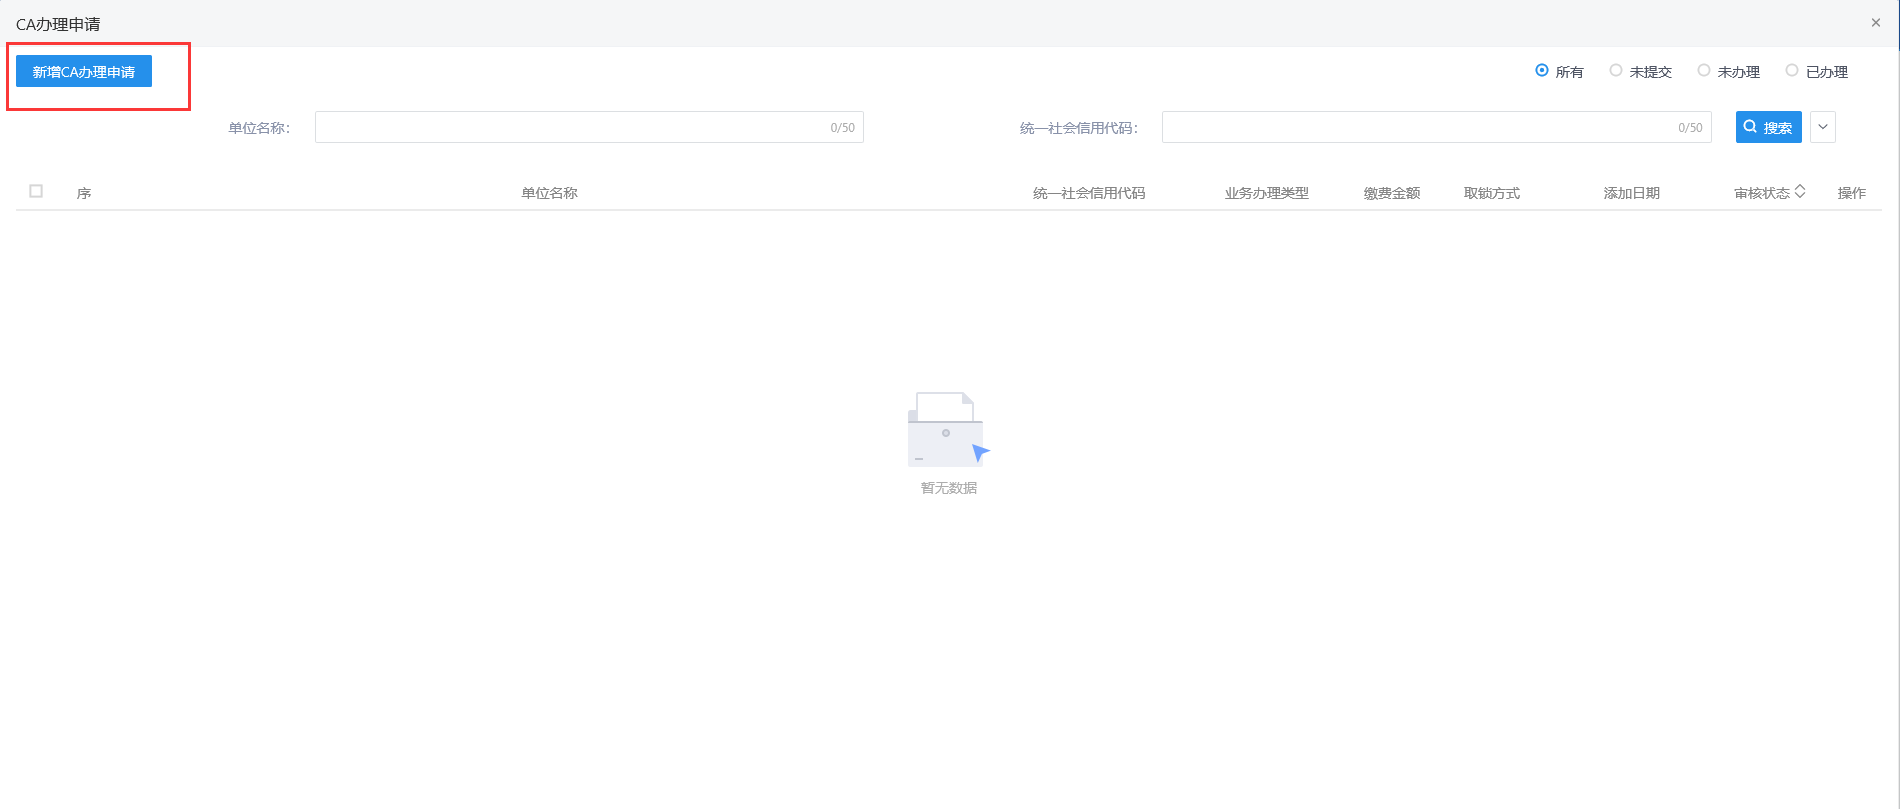 CA办理申请
新增CA办理申请
所有 未提交 未办理 已办理
单位名称： 0/50 统一社会信用代码： 0/50 搜索
序 单位名称 统一社会信用代码 业务办理类型 缴费金额 取锁方式 添加日期 审核状态 操作
暂无数据